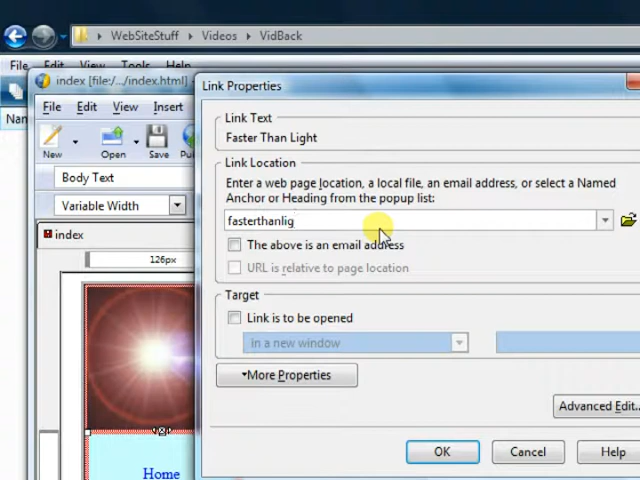 WebSiteStuff Videos VidBack
File Edit View Tools Help
index [file:/.../index.html]
Link Properties
File Edit View Insert
New Open Save
Body Text
Variable Width
index
126px
Link Text
Faster Than Light
Link Location
Enter a web page location, a local file, an email address, or select a Named
Anchor or Heading from the popup list:
fasterthanlig
The above is an email address
URL is relative to page location
Target
Link is to be opened
in a new window
More Properties
Advanced Edit...
OK Cancel Help
Home